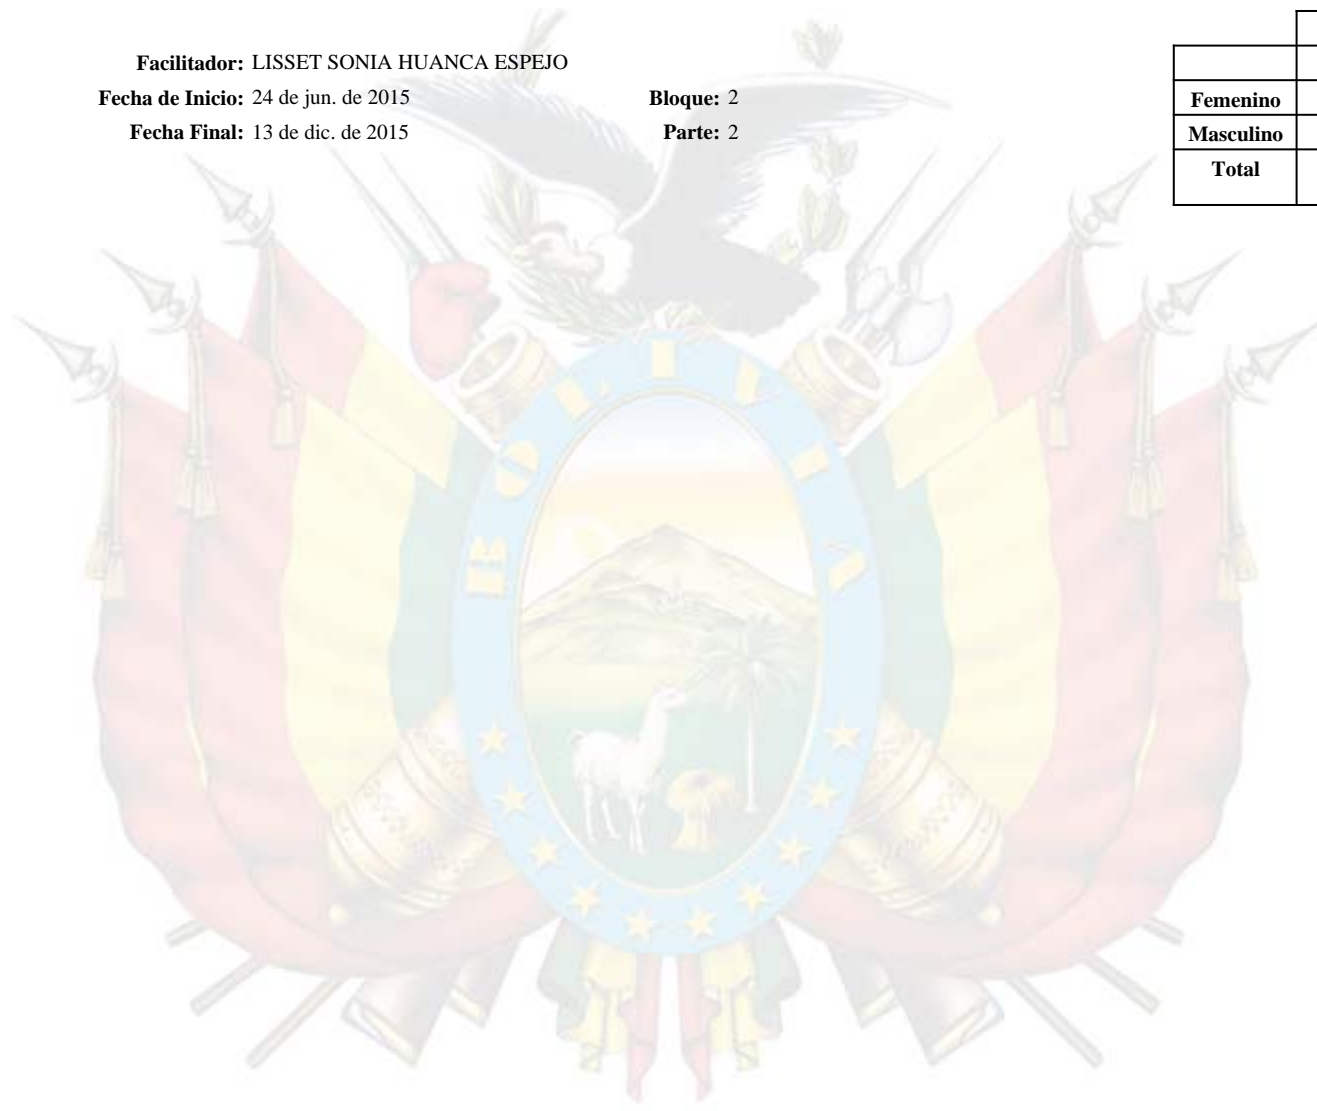 Facilitador: LISSET SONIA HUANCA ESPEJO
Fecha de Inicio: 24 de jun. de 2015 Bloque: 2
Fecha Final: 13 de dic. de 2015 Parte: 2
Femenino
Masculino
Total
BOLIVIA